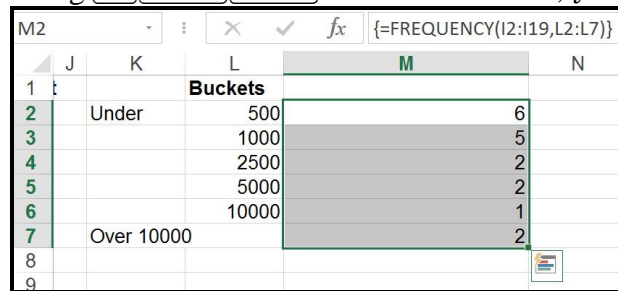 M2 fx {=FREQUENCY(I2:I19,L2:L7)}
J K L M N
1 Buckets
2 Under 500 6
3 1000 5
4 2500 2
5 5000 2
6 10000 1
7 Over 10000 2
8
9